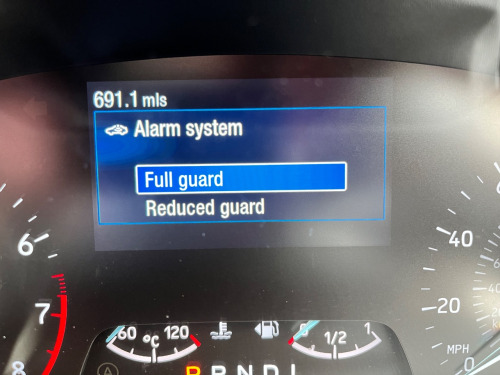 691.1 mls
Alarm system
Full guard
Reduced guard
6
7
8
60 °C 120
1/2 1
40
20
0
MPH
P R N D L
A